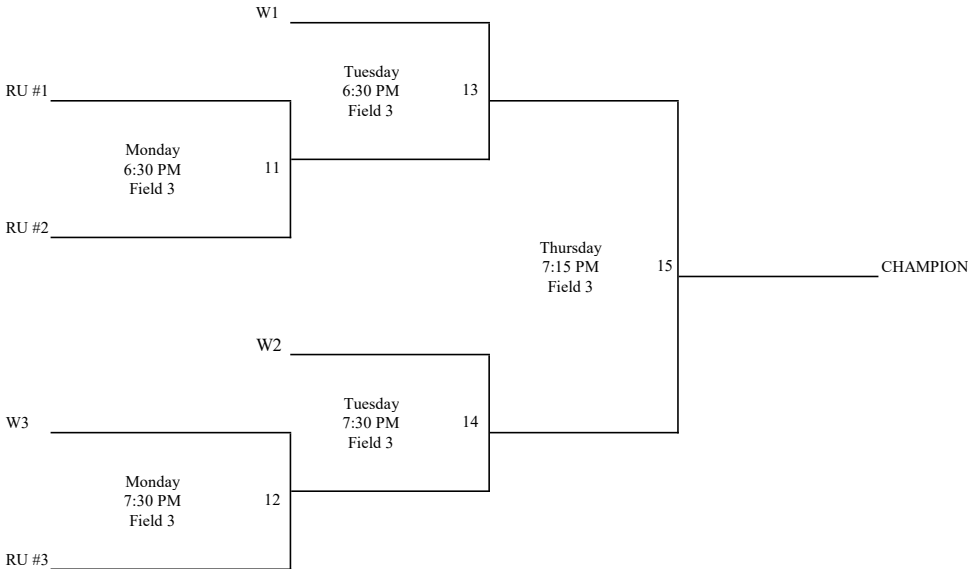 W1
Tuesday
6:30 PM
Field 3
13
RU #1
Monday
6:30 PM
Field 3
11
RU #2
Thursday
7:15 PM
Field 3
15
CHAMPION
W2
Tuesday
7:30 PM
Field 3
14
W3
Monday
7:30 PM
Field 3
12
RU #3